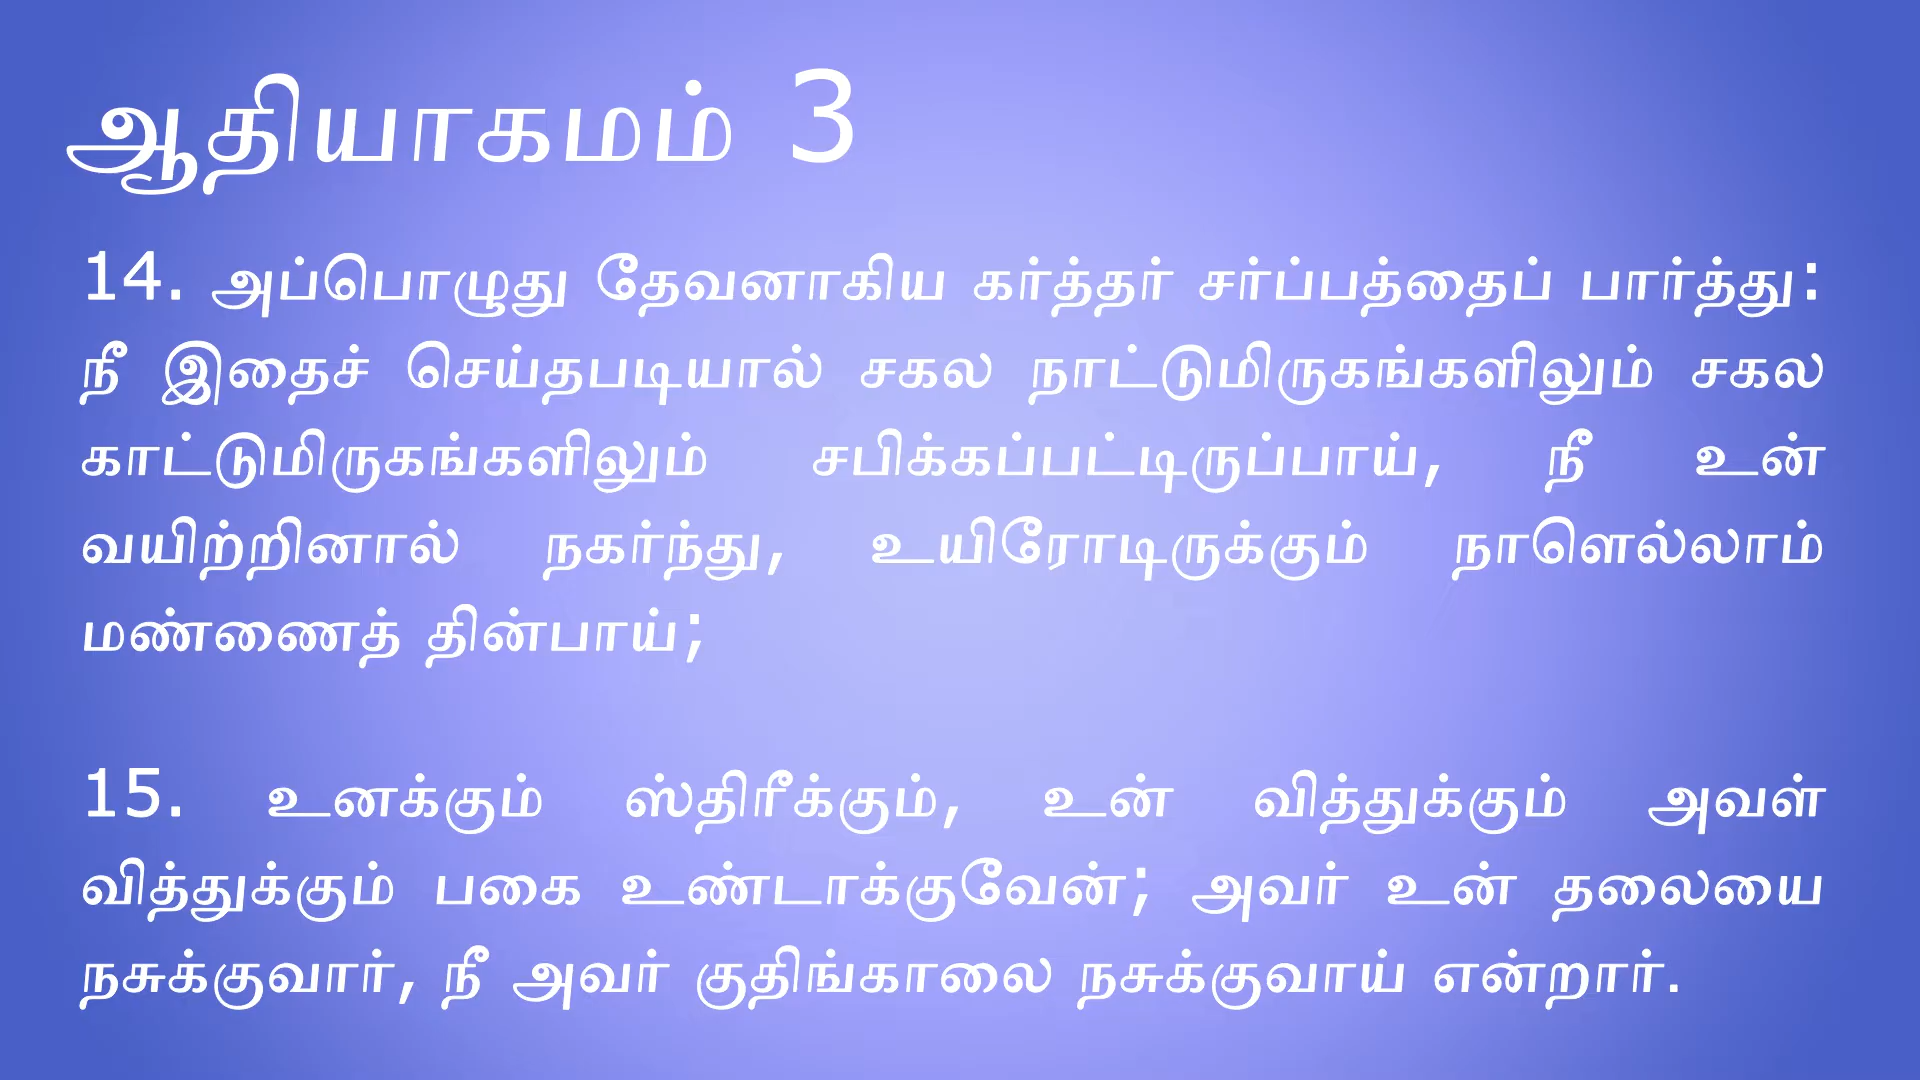 ஆதியாகமம் 3
14. அப்பொழுது தேவனாகிய கர்த்தர் சர்ப்பத்தைப் பார்த்து:
நீ இதைச் செய்தபடியால் சகல நாட்டுமிருகங்களிலும் சகல
காட்டுமிருகங்களிலும் சபிக்கப்பட்டிருப்பாய், நீ உன்
வயிற்றினால் நகர்ந்து, உயிரோடிருக்கும் நாளெல்லாம்
மண்ணைத் தின்பாய்;
15. உனக்கும் ஸ்திரீக்கும், உன் வித்துக்கும் அவள்
வித்துக்கும் பகை உண்டாக்குவேன்; அவர் உன் தலையை
நசுக்குவார், நீ அவர் குதிங்காலை நசுக்குவாய் என்றார்.